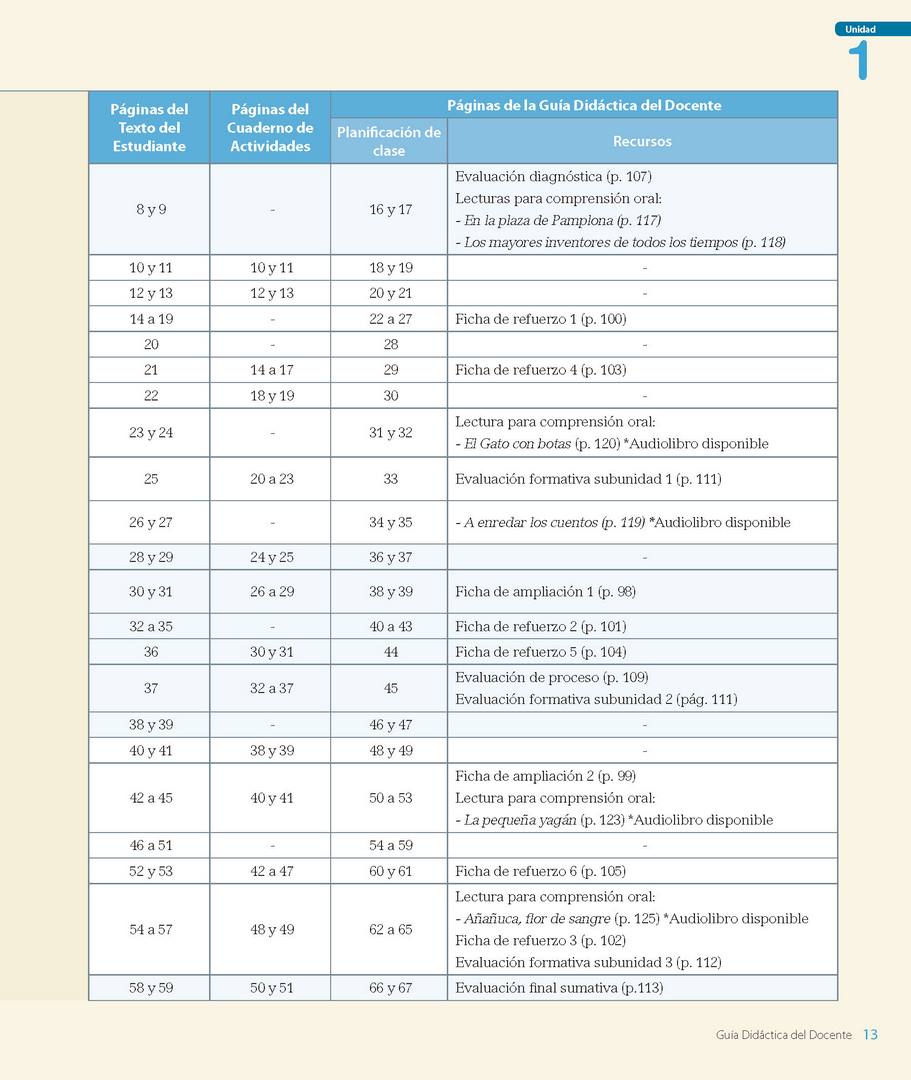 Unidad
1
Páginas del Texto del Estudiante | Páginas del Cuaderno de Actividades | Páginas de la Guía Didáctica del Docente
Planificación de clase | Recursos
8 y 9 | - | 16 y 17 | Evaluación diagnóstica (p. 107)
Lecturas para comprensión oral:
- En la plaza de Pamplona (p. 117)
- Los mayores inventores de todos los tiempos (p. 118)
10 y 11 | 10 y 11 | 18 y 19 | -
12 y 13 | 12 y 13 | 20 y 21 | -
14 a 19 | - | 22 a 27 | Ficha de refuerzo 1 (p. 100)
20 | - | 28 | -
21 | 14 a 17 | 29 | Ficha de refuerzo 4 (p. 103)
22 | 18 y 19 | 30 | -
23 y 24 | - | 31 y 32 | Lectura para comprensión oral:
- El Gato con botas (p. 120) *Audiolibro disponible
25 | 20 a 23 | 33 | Evaluación formativa subunidad 1 (p. 111)
26 y 27 | - | 34 y 35 | - A enredar los cuentos (p. 119) *Audiolibro disponible
28 y 29 | 24 y 25 | 36 y 37 | -
30 y 31 | 26 a 29 | 38 y 39 | Ficha de ampliación 1 (p. 98)
32 a 35 | - | 40 a 43 | Ficha de refuerzo 2 (p. 101)
36 | 30 y 31 | 44 | Ficha de refuerzo 5 (p. 104)
37 | 32 a 37 | 45 | Evaluación de proceso (p. 109)
Evaluación formativa subunidad 2 (pág. 111)
38 y 39 | - | 46 y 47 | -
40 y 41 | 38 y 39 | 48 y 49 | -
42 a 45 | 40 y 41 | 50 a 53 | Ficha de ampliación 2 (p. 99)
Lectura para comprensión oral:
- La pequeña yagán (p. 123) *Audiolibro disponible
46 a 51 | - | 54 a 59 | -
52 y 53 | 42 a 47 | 60 y 61 | Ficha de refuerzo 6 (p. 105)
54 a 57 | 48 y 49 | 62 a 65 | Lectura para comprensión oral:
- Añañuca, flor de sangre (p. 125) *Audiolibro disponible
Ficha de refuerzo 3 (p. 102)
Evaluación formativa subunidad 3 (p. 112)
58 y 59 | 50 y 51 | 66 y 67 | Evaluación final sumativa (p.113)
Guía Didáctica del Docente 13